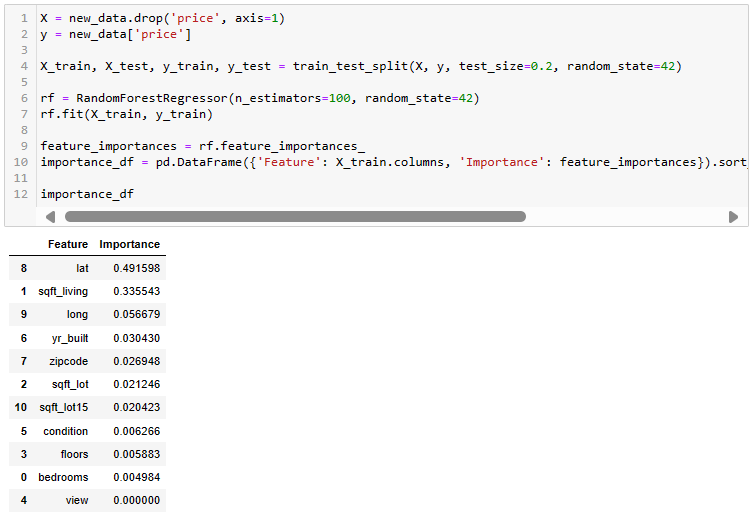 1 X = new_data.drop('price', axis=1)
2 y = new_data['price']
3
4 X_train, X_test, y_train, y_test = train_test_split(X, y, test_size=0.2, random_state=42)
5
6 rf = RandomForestRegressor(n_estimators=100, random_state=42)
7 rf.fit(X_train, y_train)
8
9 feature_importances = rf.feature_importances_
10 importance_df = pd.DataFrame({'Feature': X_train.columns, 'Importance': feature_importances}).sort_
11
12 importance_df
Feature Importance
8 lat 0.491598
1 sqft_living 0.335543
9 long 0.056679
6 yr_built 0.030430
7 zipcode 0.026948
2 sqft_lot 0.021246
10 sqft_lot15 0.020423
5 condition 0.006266
3 floors 0.005883
0 bedrooms 0.004984
4 view 0.000000